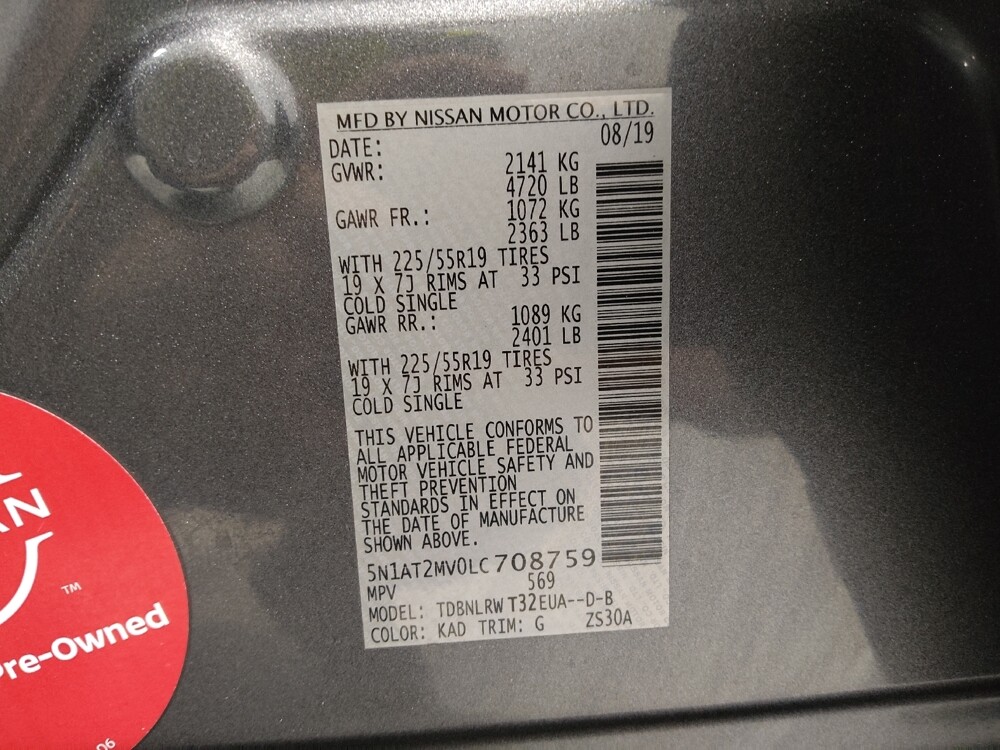 MFD BY NISSAN MOTOR CO., LTD.
DATE: 08/19
GVWR: 2141 KG
4720 LB
GAWR FR.: 1072 KG
2363 LB
WITH 225/55R19 TIRES
19 X 7J RIMS AT 33 PSI
COLD SINGLE
GAWR RR.: 1089 KG
2401 LB
WITH 225/55R19 TIRES
19 X 7J RIMS AT 33 PSI
COLD SINGLE
THIS VEHICLE CONFORMS TO
ALL APPLICABLE FEDERAL
MOTOR VEHICLE SAFETY AND
THEFT PREVENTION
STANDARDS IN EFFECT ON
THE DATE OF MANUFACTURE
SHOWN ABOVE.
5N1AT2MV0LC708759
MPV 569
MODEL: TDBNLRW T32EUA--D-B
COLOR: KAD TRIM: G ZS30A
AN
TM
Pre-Owned
06